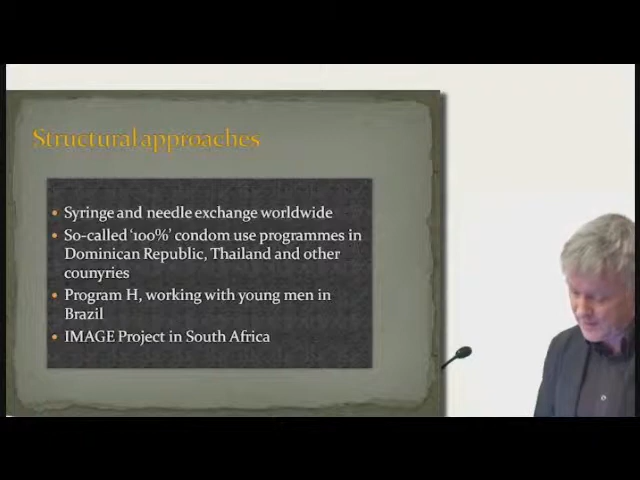 Structural approaches
Syringe and needle exchange worldwide
So-called '100%' condom use programmes in
Dominican Republic, Thailand and other
counyries
Program H, working with young men in
Brazil
IMAGE Project in South Africa